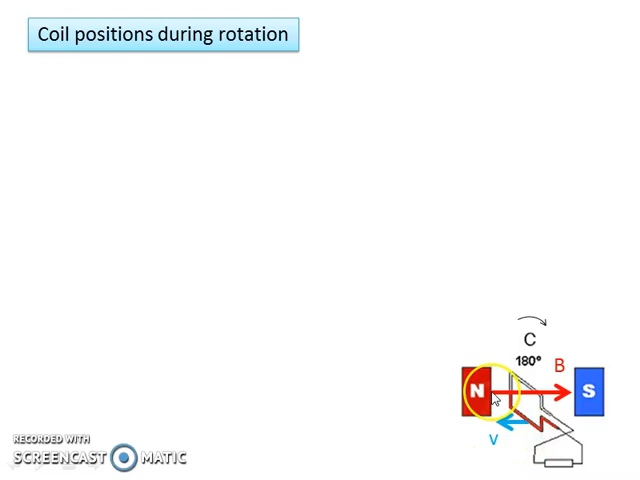 Coil positions during rotation
C
180°
B
N
S
v
RECORDED WITH
SCREENCAST MATIC